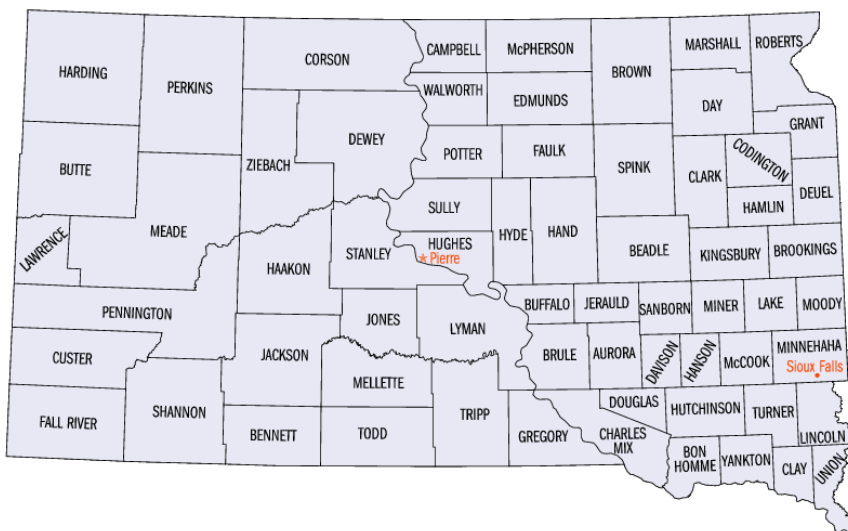 HARDING
PERKINS
CORSON
CAMPBELL
McPHERSON
BROWN
MARSHALL
ROBERTS
WALWORTH
EDMUNDS
DAY
GRANT
BUTTE
ZIEBACH
DEWEY
POTTER
FAULK
SPINK
CLARK
CODINGTON
DEUEL
HAMLIN
LAWRENCE
MEADE
SULLY
HYDE
HAND
HAAKON
STANLEY
HUGHES
Pierre
BEADLE
KINGSBURY
BROOKINGS
PENNINGTON
JONES
LYMAN
BUFFALO
JERAULD
SANBORN
MINER
LAKE
MOODY
CUSTER
JACKSON
MELLETTE
BRULE
AURORA
DAVISON
HANSON
McCOOK
MINNEHAHA
Sioux Falls
FALL RIVER
SHANNON
BENNETT
TODD
TRIPP
GREGORY
DOUGLAS
CHARLES
MIX
HUTCHINSON
TURNER
LINCOLN
BON
HOMME
YANKTON
CLAY
UNION